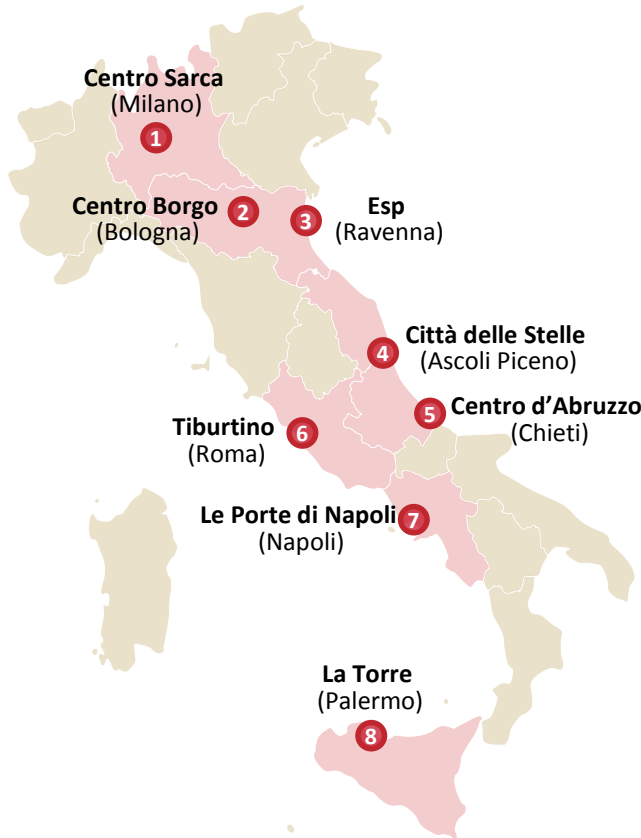 Centro Sarca
(Milano)
1
Centro Borgo
(Bologna)
2
3
Esp
(Ravenna)
4
Città delle Stelle
(Ascoli Piceno)
5
Centro d’Abruzzo
(Chieti)
Tiburtino
(Roma)
6
Le Porte di Napoli
(Napoli)
7
La Torre
(Palermo)
8